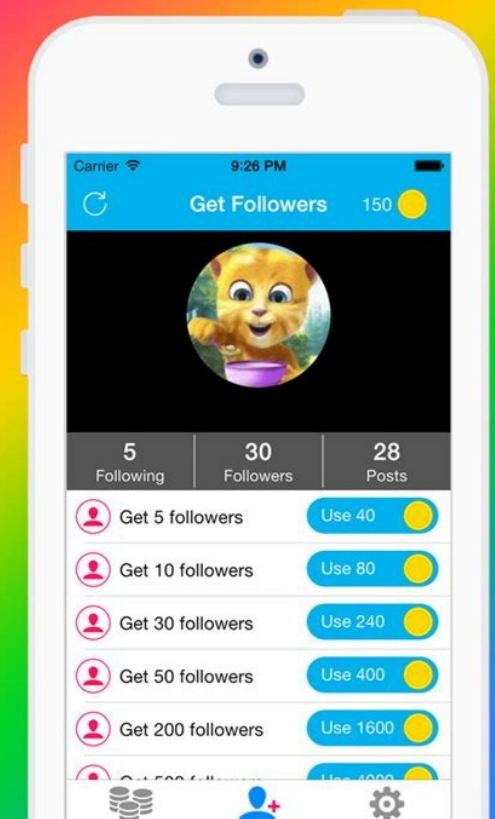 Carrier 9:26 PM
Get Followers 150
5 30 28
Following Followers Posts
Get 5 followers Use 40
Get 10 followers Use 80
Get 30 followers Use 240
Get 50 followers Use 400
Get 200 followers Use 1600